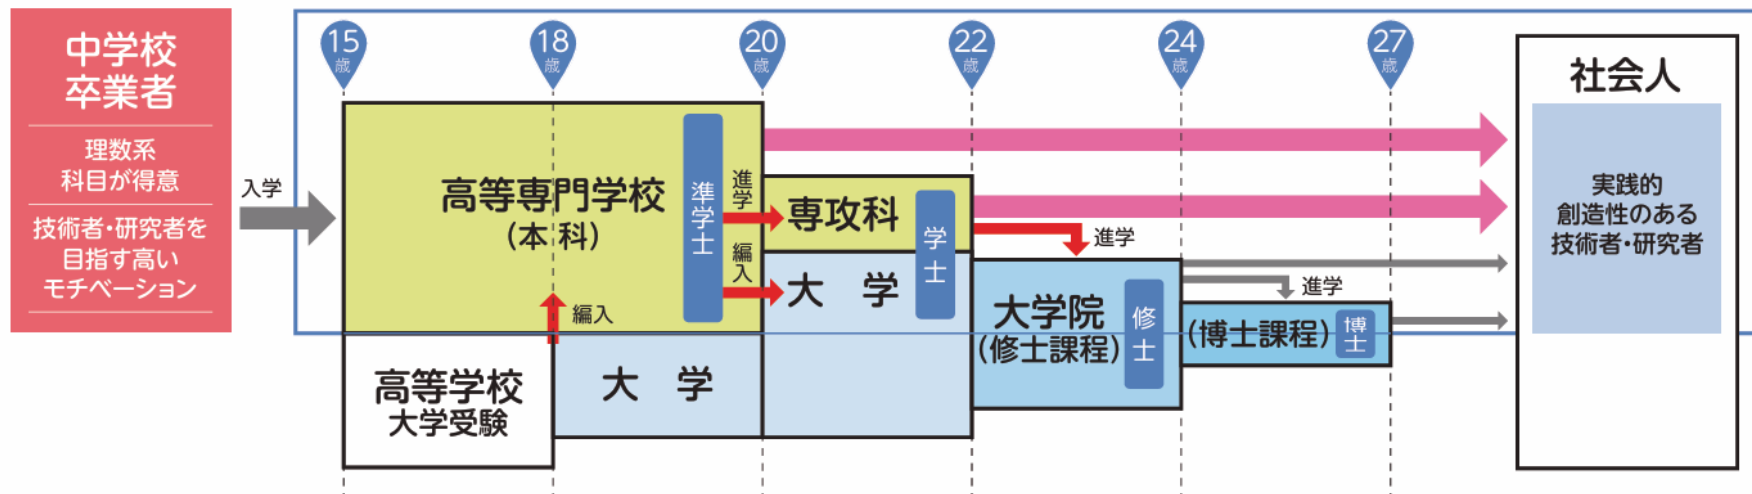 中学校
卒業者
理数系
科目が得意
技術者・研究者を
目指す高い
モチベーション
入学
15
歳
18
歳
20
歳
22
歳
24
歳
27
歳
高等専門学校
(本科)
準学士
進学
編入
編入
専攻科
大 学
学士
進学
高等学校
大学受験
大 学
大学院
(修士課程)
修士
進学
(博士課程)
博士
社会人
実践的
創造性のある
技術者・研究者